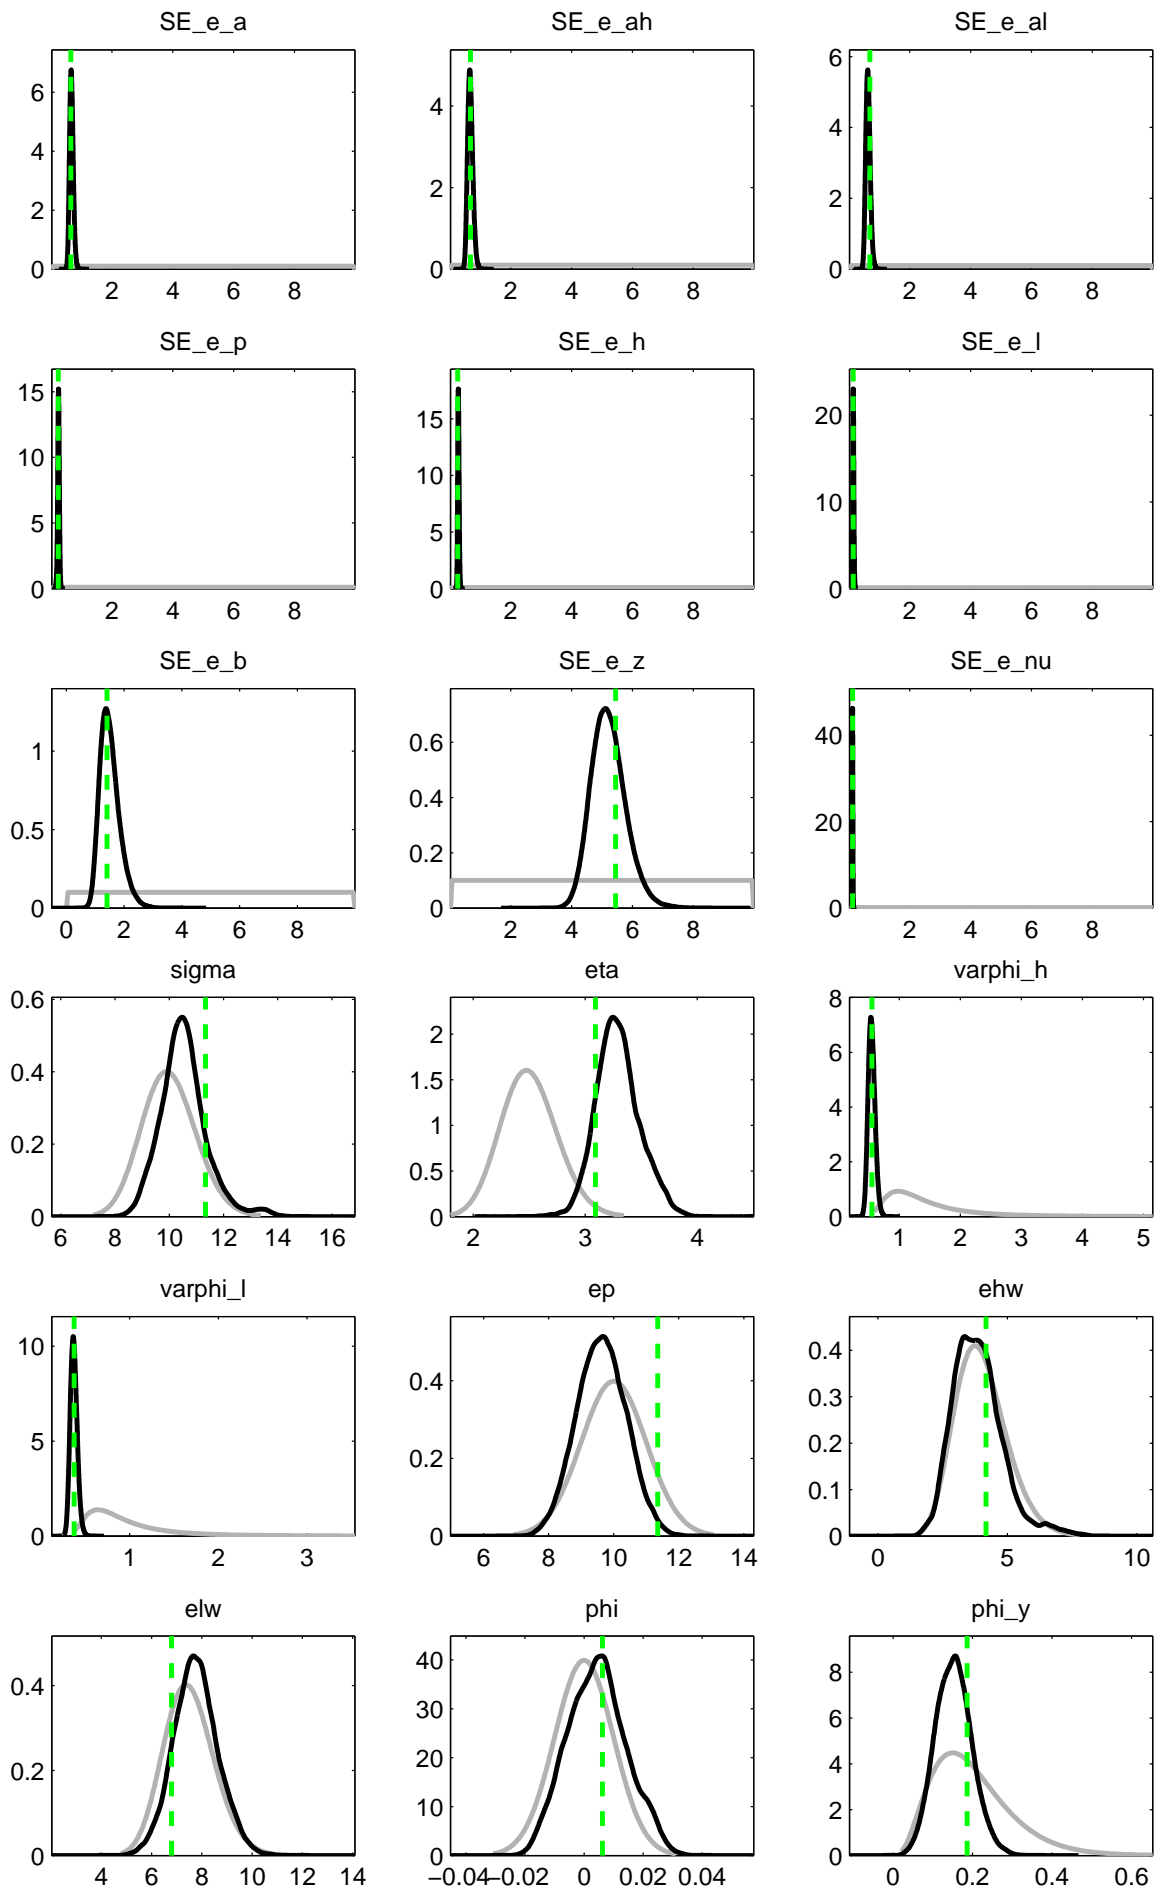 SE_e_a SE_e_ah SE_e_al
6 4 2 0 4 2 0 6 4 2 0
2 4 6 8 2 4 6 8 2 4 6 8
SE_e_p SE_e_h SE_e_l
15 10 5 0 15 10 5 0 20 10 0
2 4 6 8 2 4 6 8 2 4 6 8
SE_e_b SE_e_z SE_e_nu
1 0.5 0 0.6 0.4 0.2 0 40 20 0
0 2 4 6 8 2 4 6 8 2 4 6 8
sigma eta varphi_h
0.6 0.4 0.2 0 2 1.5 1 0.5 0 8 6 4 2 0
6 8 10 12 14 16 2 3 4 1 2 3 4 5
varphi_l ep ehw
10 5 0 0.4 0.2 0 0.4 0.3 0.2 0.1 0
1 2 3 6 8 10 12 14 0 5 10
elw phi phi_y
0.4 0.2 0 40 30 20 10 0 8 6 4 2 0
4 6 8 10 12 14 −0.04 −0.02 0 0.02 0.04 0 0.2 0.4 0.6